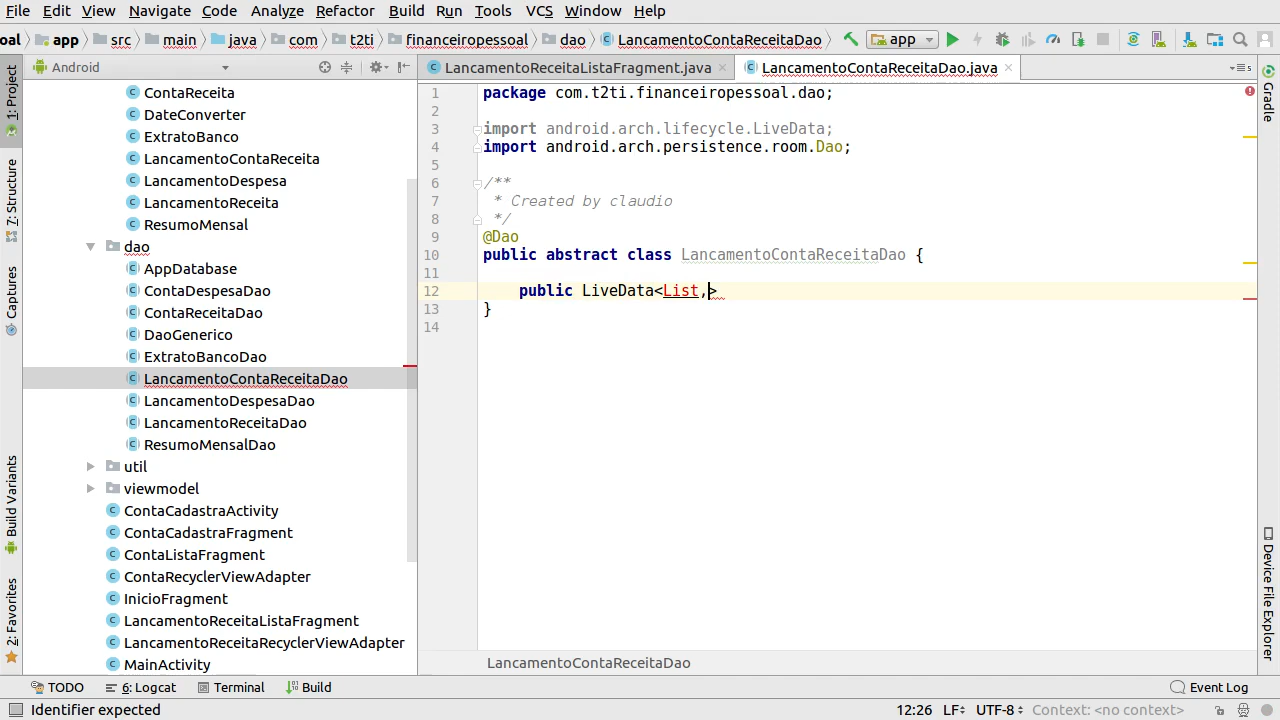 File Edit View Navigate Code Analyze Refactor Build Run Tools VCS Window Help
oal app src main java com t2ti financeiropessoal dao LancamentoContaReceitaDao app
Android
LancamentoReceitaListaFragment.java LancamentoContaReceitaDao.java
1: Project
7: Structure
Captures
Build Variants
2: Favorites
ContaReceita
DateConverter
ExtratoBanco
LancamentoContaReceita
LancamentoDespesa
LancamentoReceita
ResumoMensal
dao
AppDatabase
ContaDespesaDao
ContaReceitaDao
DaoGenerico
ExtratoBancoDao
LancamentoContaReceitaDao
LancamentoDespesaDao
LancamentoReceitaDao
ResumoMensalDao
util
viewmodel
ContaCadastraActivity
ContaCadastraFragment
ContaListaFragment
ContaRecyclerViewAdapter
InicioFragment
LancamentoReceitaListaFragment
LancamentoReceitaRecyclerViewAdapter
MainActivity
1 package com.t2ti.financeiropessoal.dao;
2
3 import android.arch.lifecycle.LiveData;
4 import android.arch.persistence.room.Dao;
5
6 /**
7 * Created by claudio
8 */
9 @Dao
10 public abstract class LancamentoContaReceitaDao {
11
12 public LiveData<List,>
13 }
14
LancamentoContaReceitaDao
Gradle
Device File Explorer
TODO 6: Logcat Terminal Build Event Log
Identifier expected 12:26 LF UTF-8 Context: <no context>